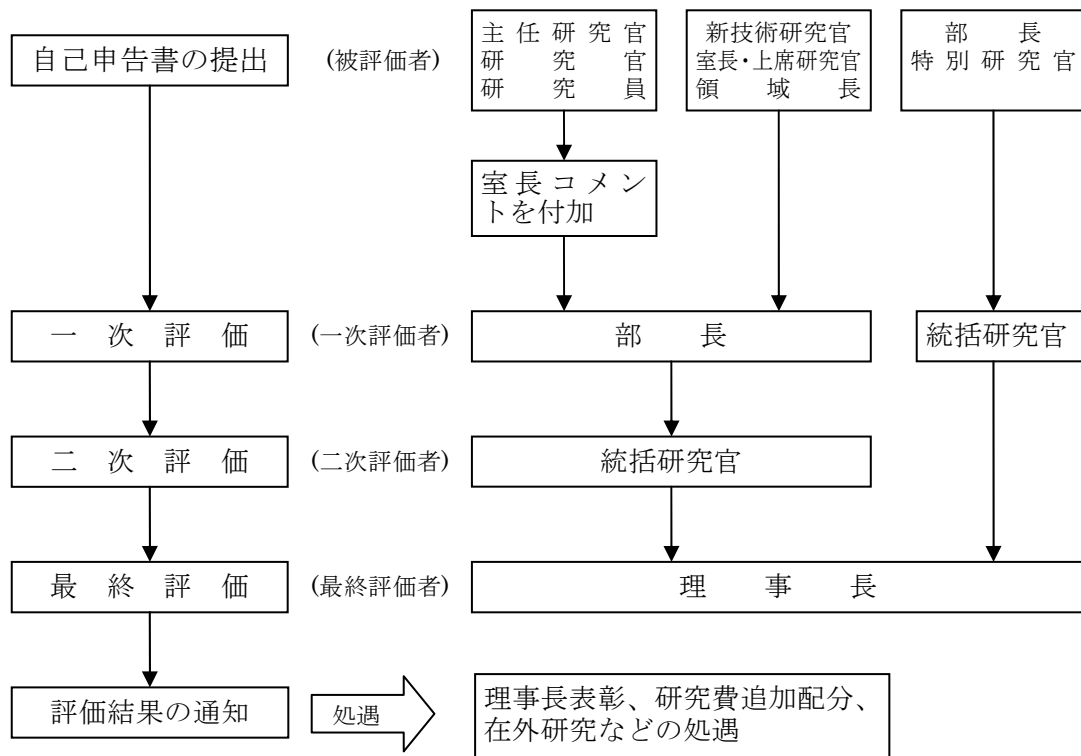 自己申告書の提出
(被評価者)
主任研究官
研究官
研究員
新技術研究官
室長・上席研究官
領域長
部長
特別研究官
室長コメン
トを付加
一次評価
(一次評価者)
部長
統括研究官
二次評価
(二次評価者)
統括研究官
最終評価
(最終評価者)
理事長
評価結果の通知
処遇
理事長表彰、研究費追加配分、
在外研究などの処遇